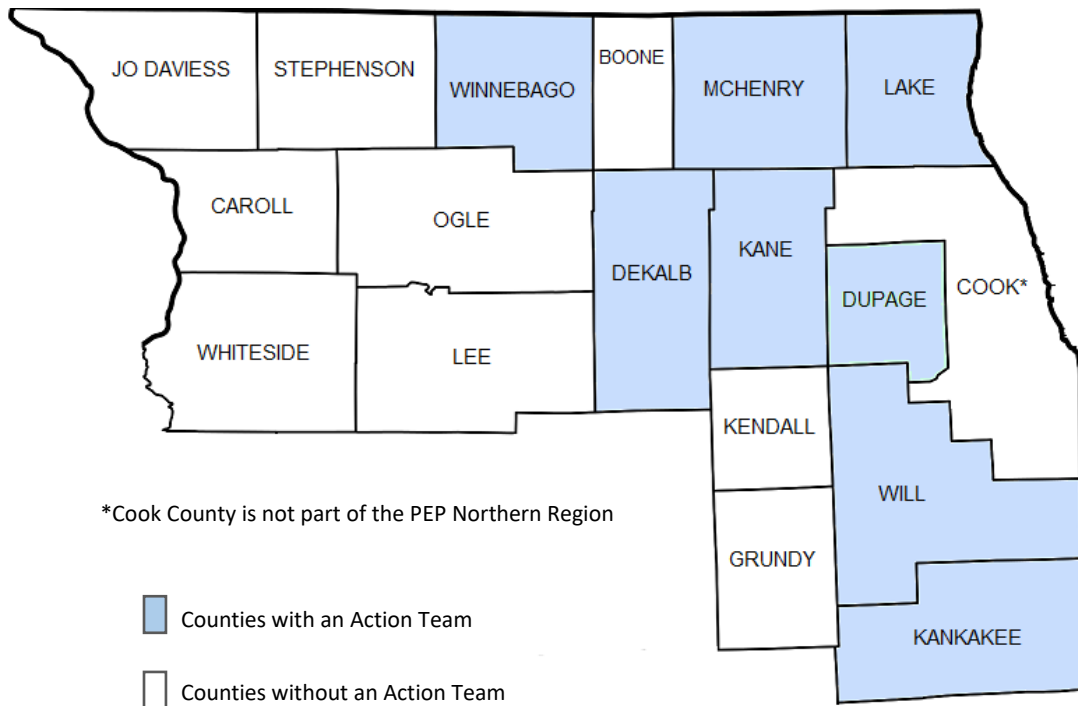 JO DAVIESS
STEPHENSON
WINNEBAGO
BOONE
MCHENRY
LAKE
CAROLL
OGLE
DEKALB
KANE
DUPAGE
COOK*
WHITESIDE
LEE
KENDALL
WILL
*Cook County is not part of the PEP Northern Region
GRUNDY
Counties with an Action Team
KANKAKEE
Counties without an Action Team